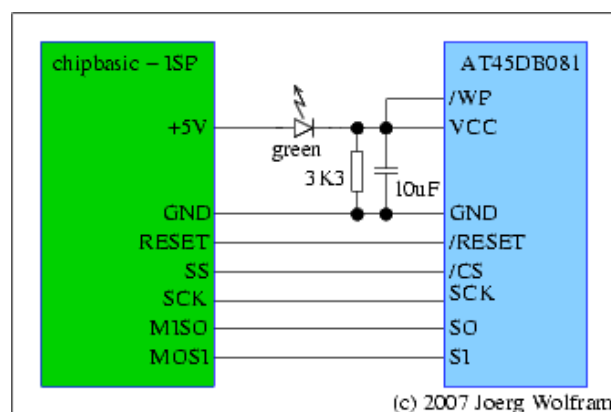 chipbasic - ISP
AT45DB081
/WP
+5V
VCC
green
3K3
10uF
GND
GND
RESET
/RESET
SS
/CS
SCK
SCK
MISO
SO
MOSI
SI
(c) 2007 Joerg Wolfram